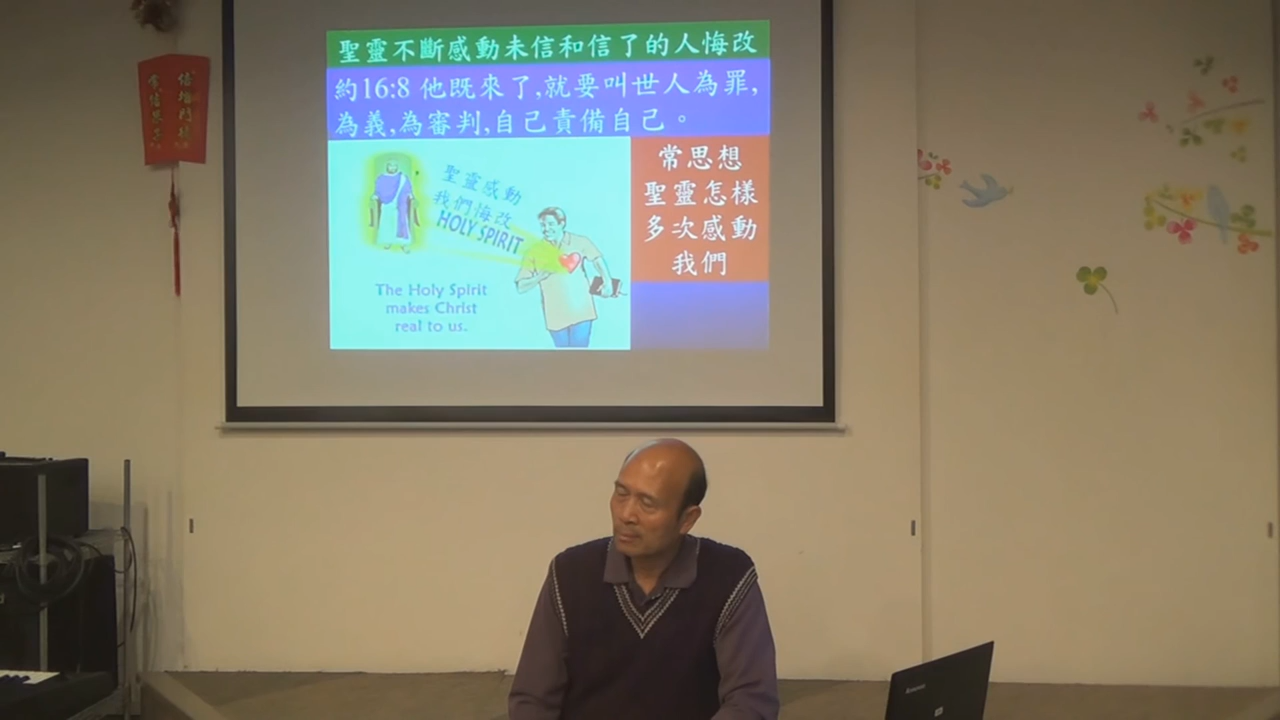 聖靈不斷感動未信和信了的人悔改
約16:8 他既來了,就要叫世人為罪,
為義,為審判,自己責備自己。
聖靈感動
我們悔改
HOLY SPIRIT
The Holy Spirit
makes Christ
real to us.
常思想
聖靈怎樣
多次感動
我們
lenovo